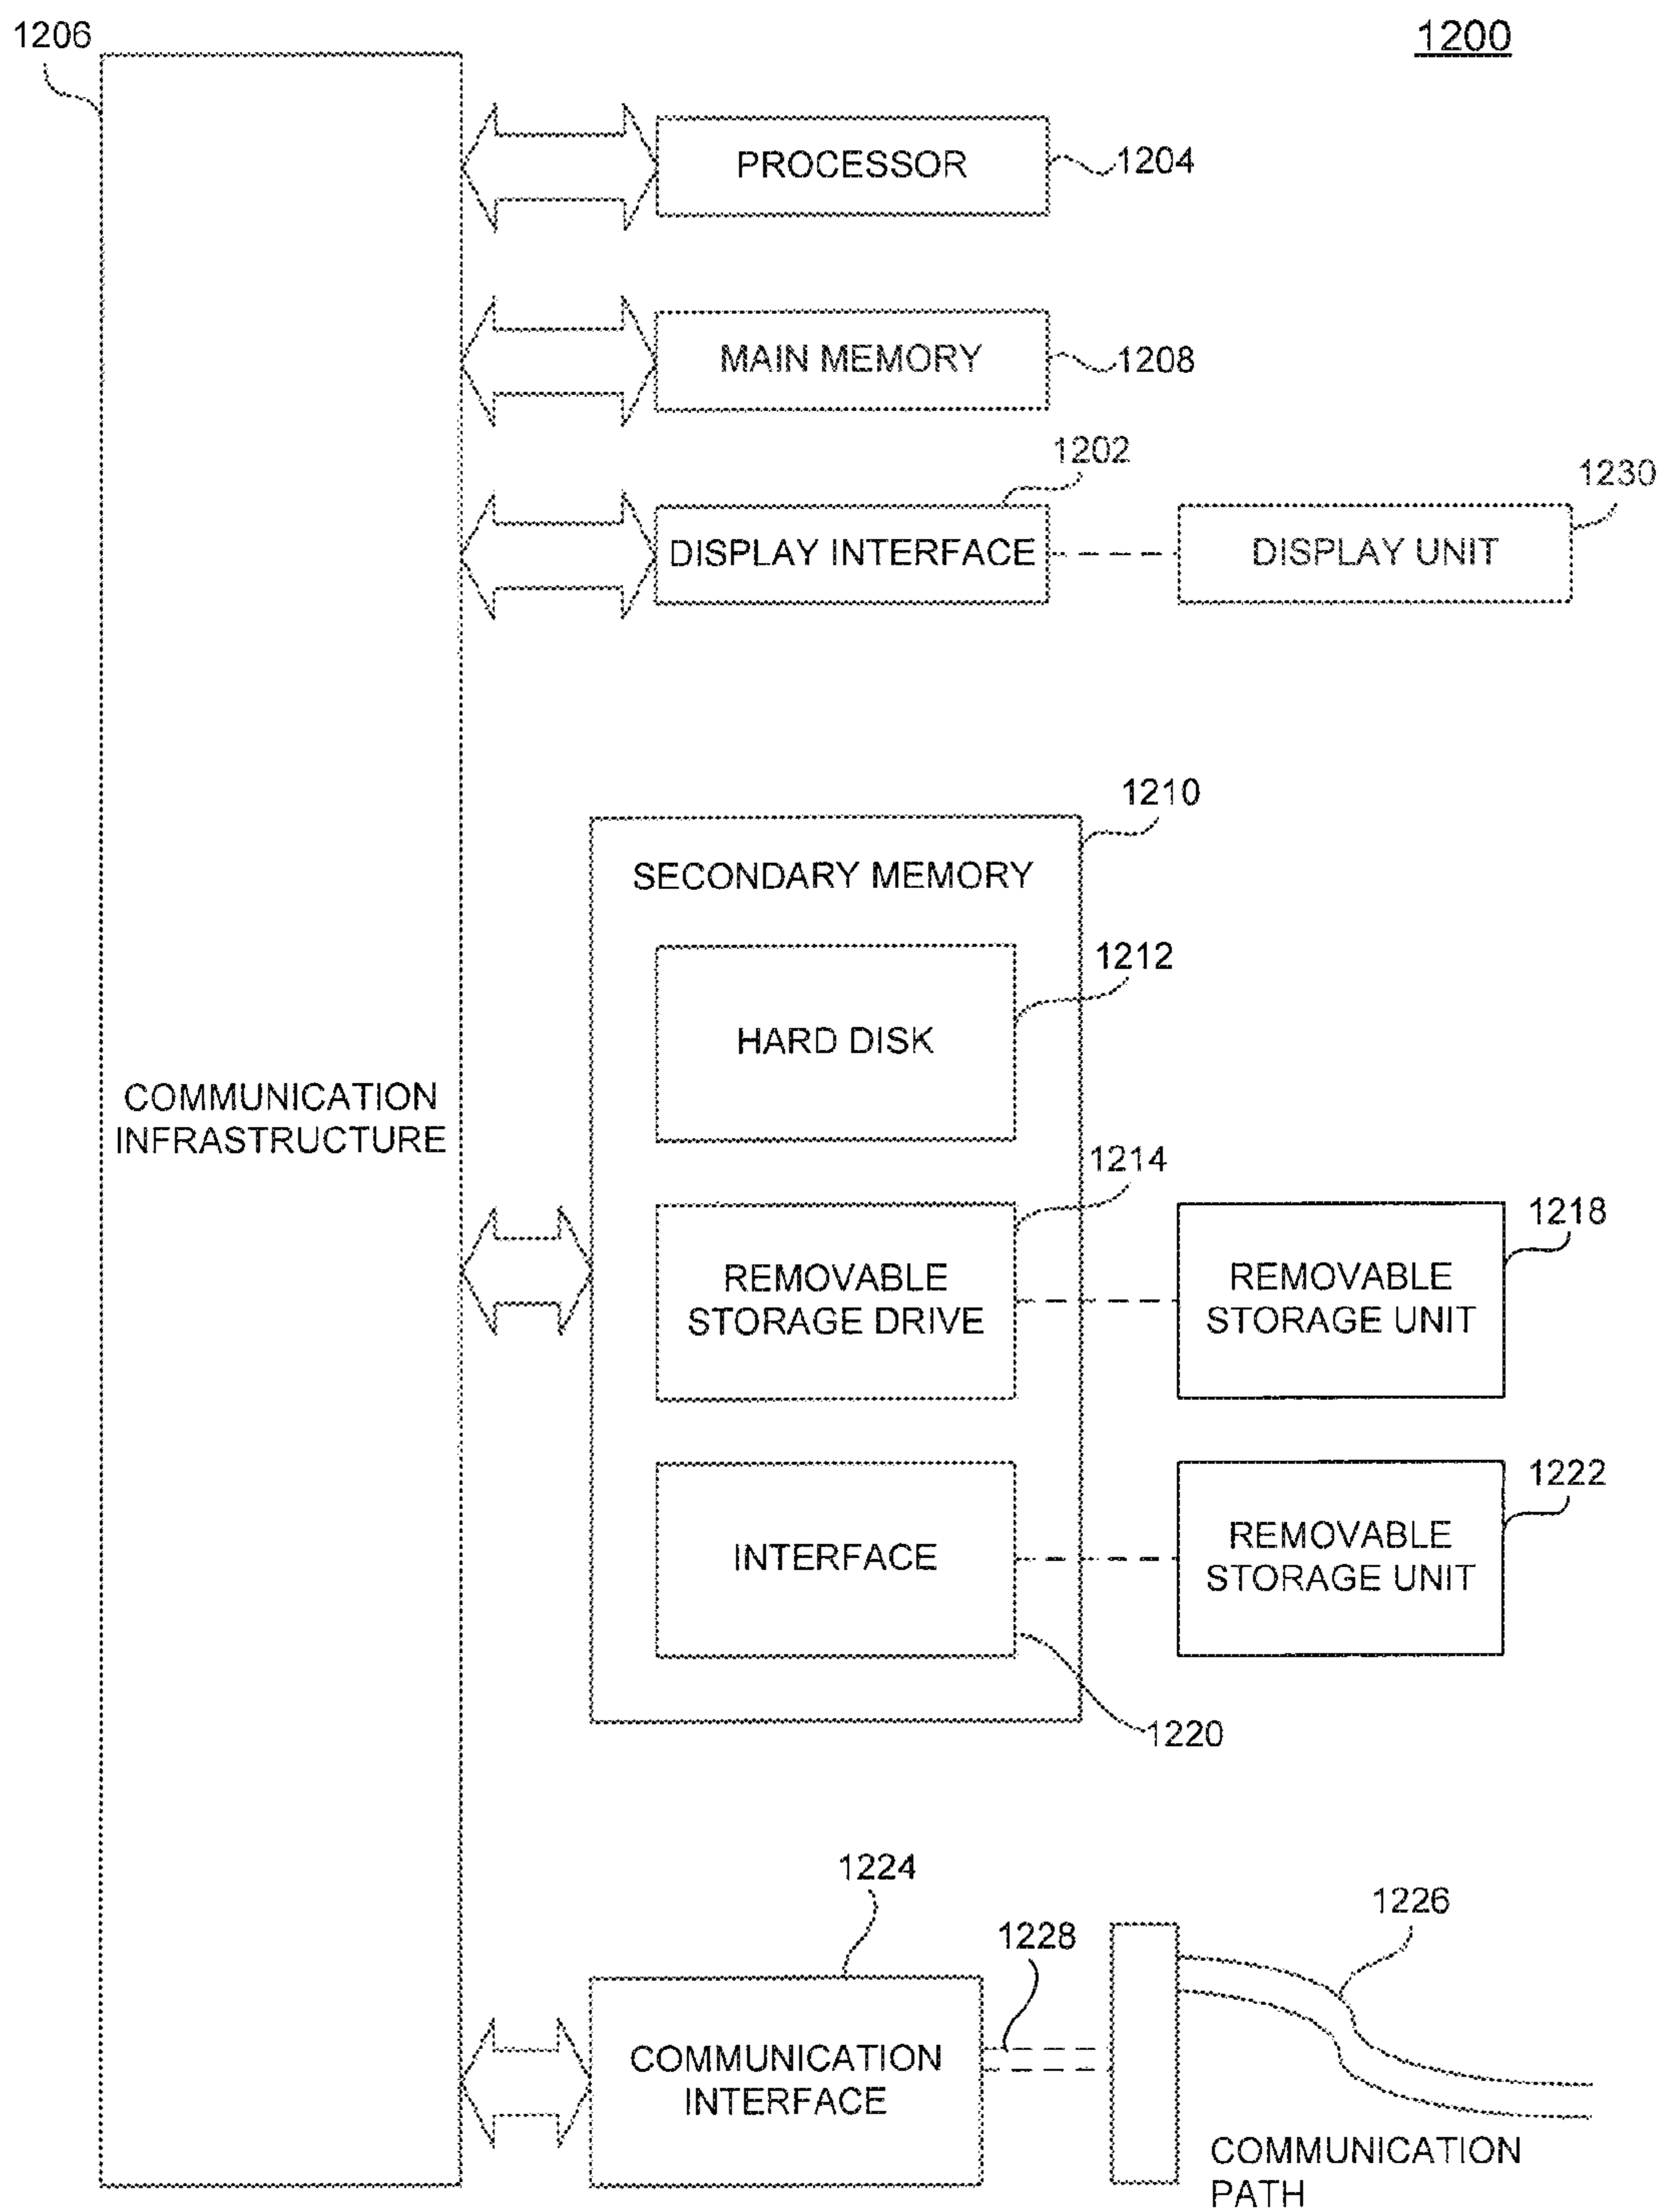 1206
1200
PROCESSOR
1204
MAIN MEMORY
1208
1202
1230
DISPLAY INTERFACE
DISPLAY UNIT
1210
SECONDARY MEMORY
1212
HARD DISK
COMMUNICATION
INFRASTRUCTURE
1214
1218
REMOVABLE
STORAGE DRIVE
REMOVABLE
STORAGE UNIT
1222
INTERFACE
REMOVABLE
STORAGE UNIT
1220
1224
1226
1228
COMMUNICATION
INTERFACE
COMMUNICATION
PATH